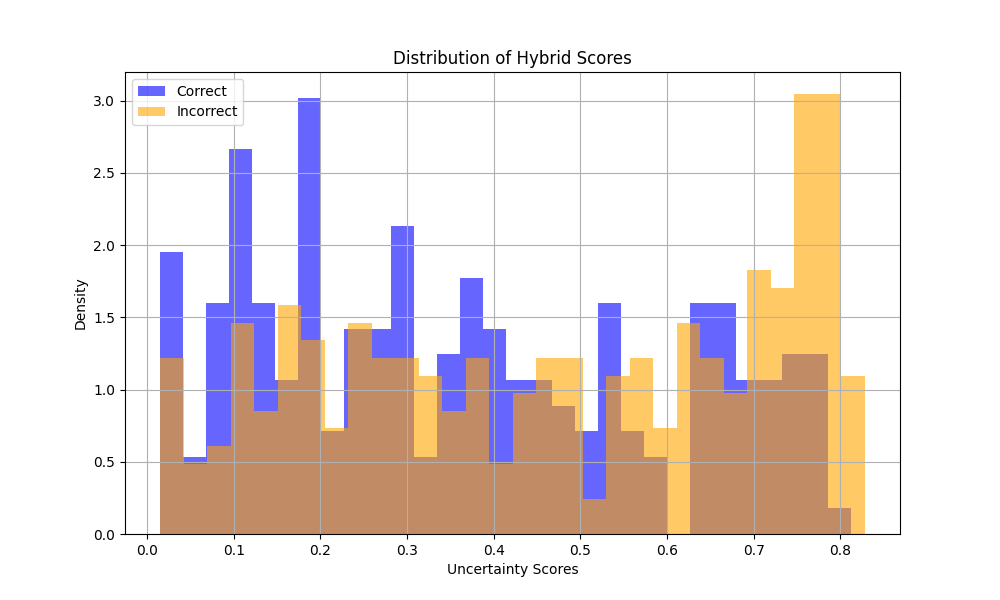 Distribution of Hybrid Scores
Correct
Incorrect
3.0
2.5
2.0
1.5
1.0
0.5
0.0
Density
0.0 0.1 0.2 0.3 0.4 0.5 0.6 0.7 0.8
Uncertainty Scores